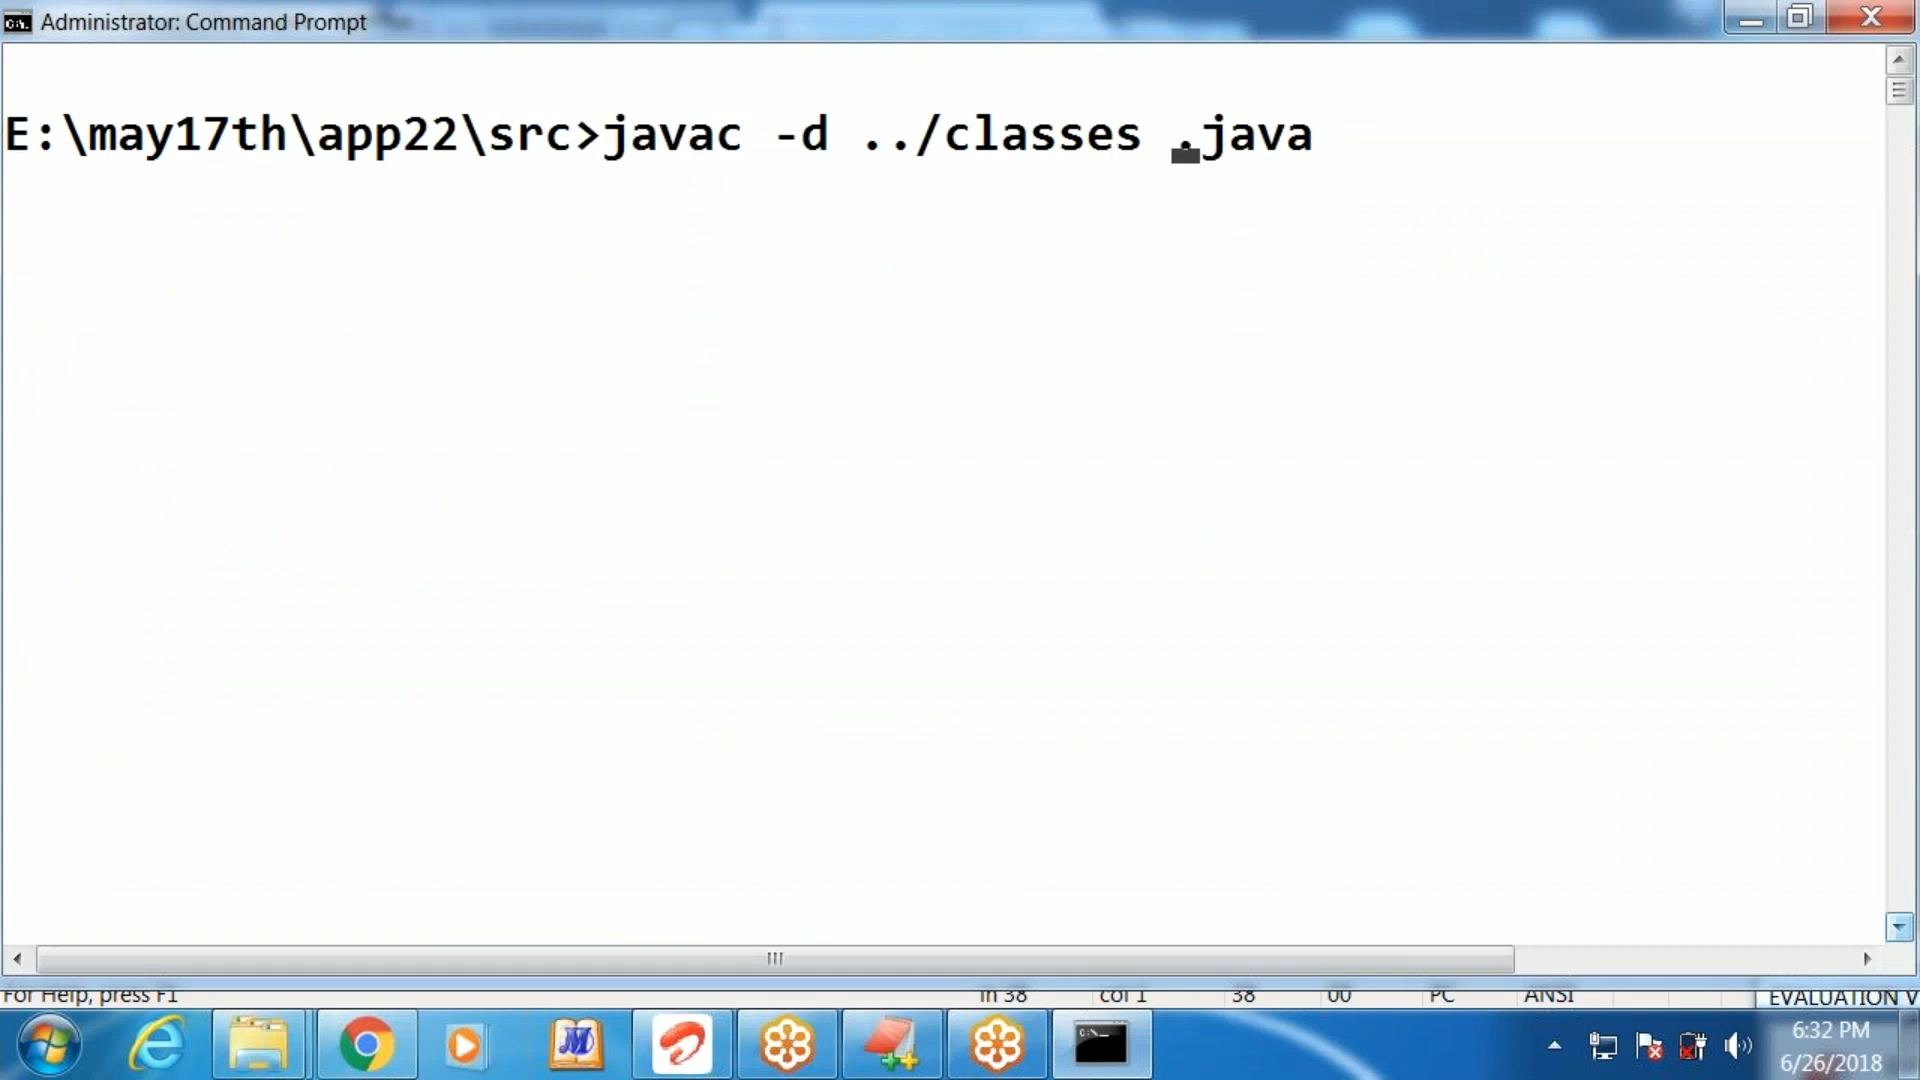 Administrator: Command Prompt
E:\may17th\app22\src>javac -d ../classes .java
For Help, press F1 ln 38 col 1 38 00 PC ANSI EVALUATION V
6:32 PM
6/26/2018